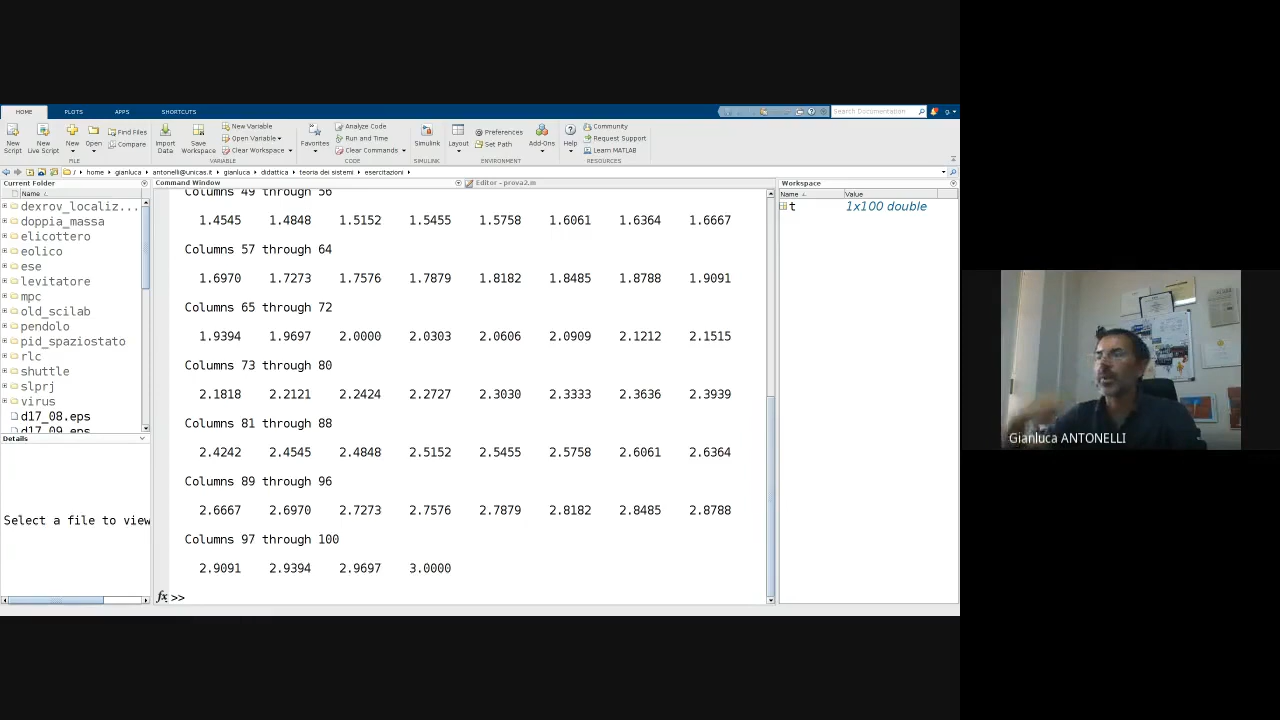 HOME PLOTS APPS SHORTCUTS Search Documentation g
New Script
New Live Script
New
Open
Find Files
Compare
FILE
Import Data
Save Workspace
New Variable
Open Variable
Clear Workspace
VARIABLE
Favorites
Analyze Code
Run and Time
Clear Commands
CODE
Simulink
SIMULINK
Layout
Preferences
Set Path
Add-Ons
ENVIRONMENT
Help
Community
Request Support
Learn MATLAB
RESOURCES
/ home gianluca antonelli@unicas.it gianluca didattica teoria dei sistemi esercitazioni
Current Folder
Name
dexrov_localiz...
doppia_massa
elicottero
eolico
ese
levitatore
mpc
old_scilab
pendolo
pid_spaziostato
rlc
shuttle
slprj
virus
d17_08.eps
d17_09.eps
Details
Select a file to view
Command Window
Editor - prova2.m
Columns 49 through 56
1.4545 1.4848 1.5152 1.5455 1.5758 1.6061 1.6364 1.6667
Columns 57 through 64
1.6970 1.7273 1.7576 1.7879 1.8182 1.8485 1.8788 1.9091
Columns 65 through 72
1.9394 1.9697 2.0000 2.0303 2.0606 2.0909 2.1212 2.1515
Columns 73 through 80
2.1818 2.2121 2.2424 2.2727 2.3030 2.3333 2.3636 2.3939
Columns 81 through 88
2.4242 2.4545 2.4848 2.5152 2.5455 2.5758 2.6061 2.6364
Columns 89 through 96
2.6667 2.6970 2.7273 2.7576 2.7879 2.8182 2.8485 2.8788
Columns 97 through 100
2.9091 2.9394 2.9697 3.0000
fx >>
Workspace
Name Value
t 1x100 double
Gianluca ANTONELLI